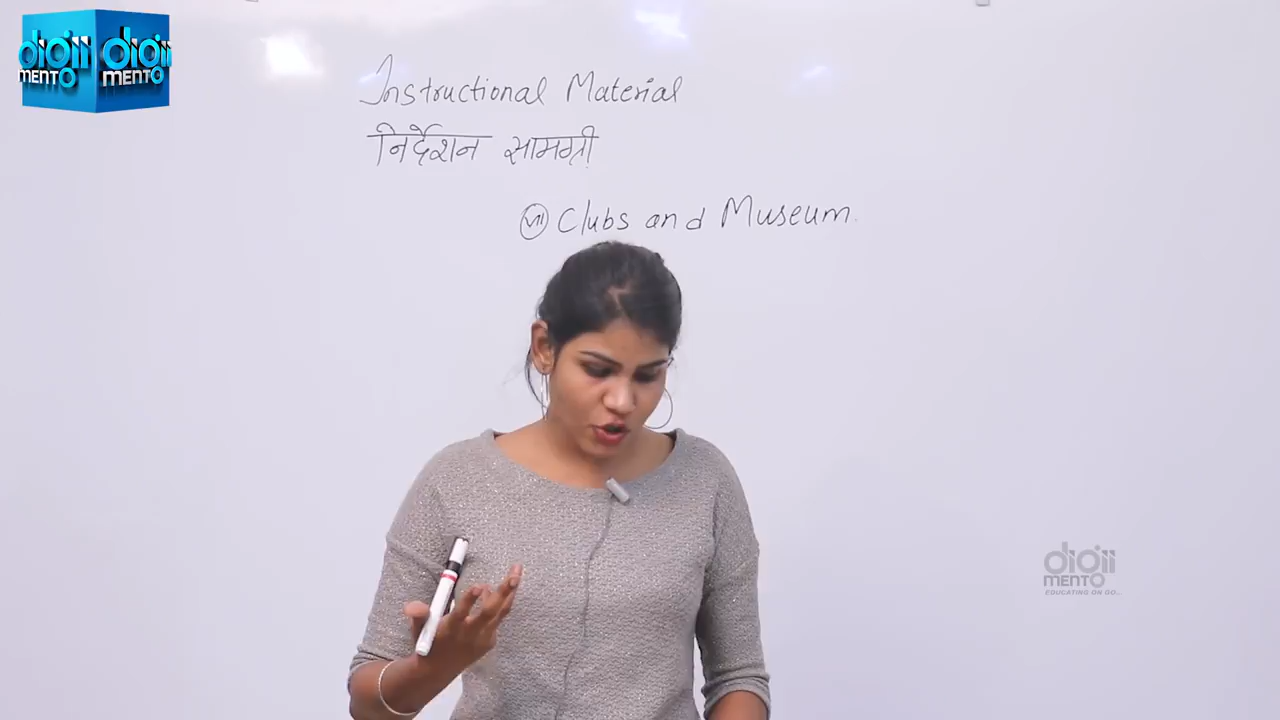 digii digii
MENTO MENTO
Instructional Material
निर्देशन सामग्री
(VII) Clubs and Museum.
digii
MENTO
EDUCATING ON GO...